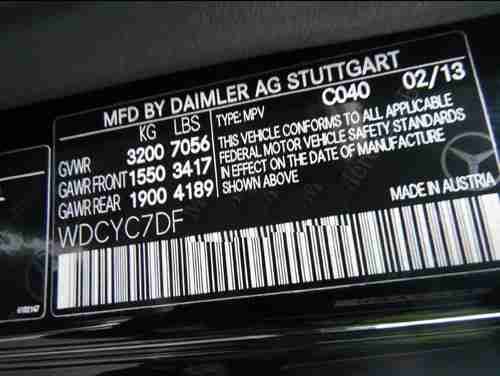 MFD BY DAIMLER AG STUTTGART
KG LBS
GVWR 3200 7056
GAWR FRONT 1550 3417
GAWR REAR 1900 4189
C040 02/13
TYPE: MPV
THIS VEHICLE CONFORMS TO ALL APPLICABLE
FEDERAL MOTOR VEHICLE SAFETY STANDARDS
IN EFFECT ON THE DATE OF MANUFACTURE
SHOWN ABOVE
MADE IN AUSTRIA
WDCYC7DF